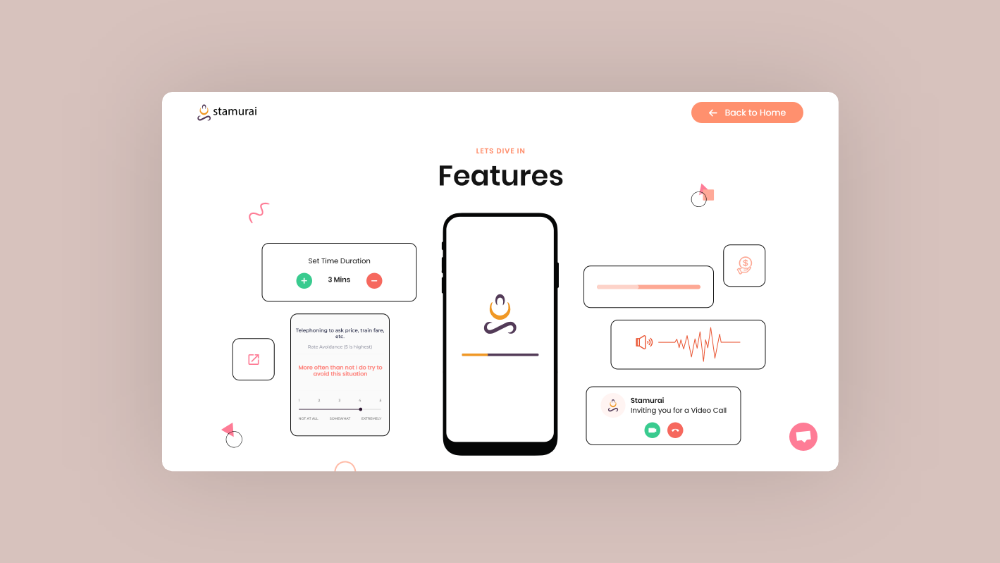 stamurai
Back to Home
LETS DIVE IN
Features
Set Time Duration
3 Mins
Telephoning to ask price, train fare,
etc.
Rate Avoidance (5 is Highest)
More often than not I do try to
avoid this situation
1 2 3 4 5
NOT AT ALL SOMEWHAT EXTREMELY
$
Stamurai
Inviting you for a Video Call